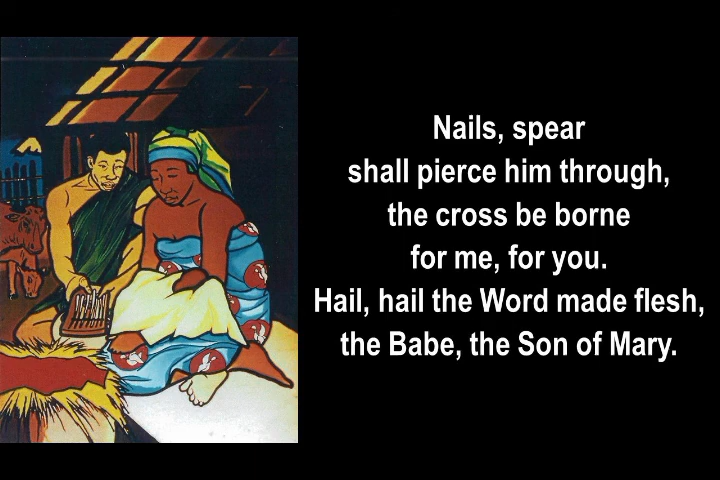 Nails, spear
shall pierce him through,
the cross be borne
for me, for you.
Hail, hail the Word made flesh,
the Babe, the Son of Mary.